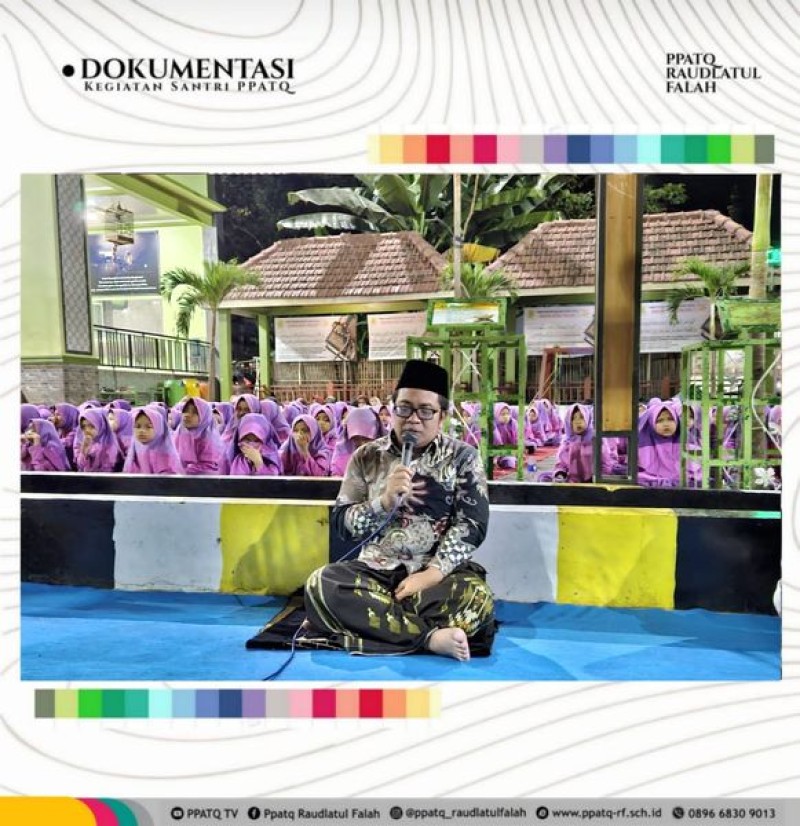 DOKUMENTASI
KEGIATAN SANTRI PPATQ
PPATQ
RAUDLATUL
FALAH
PPATQ TV
Ppatq Raudlatul Falah
@ppatq_raudlatulfalah
www.ppatq-rf.sch.id
0896 6830 9013